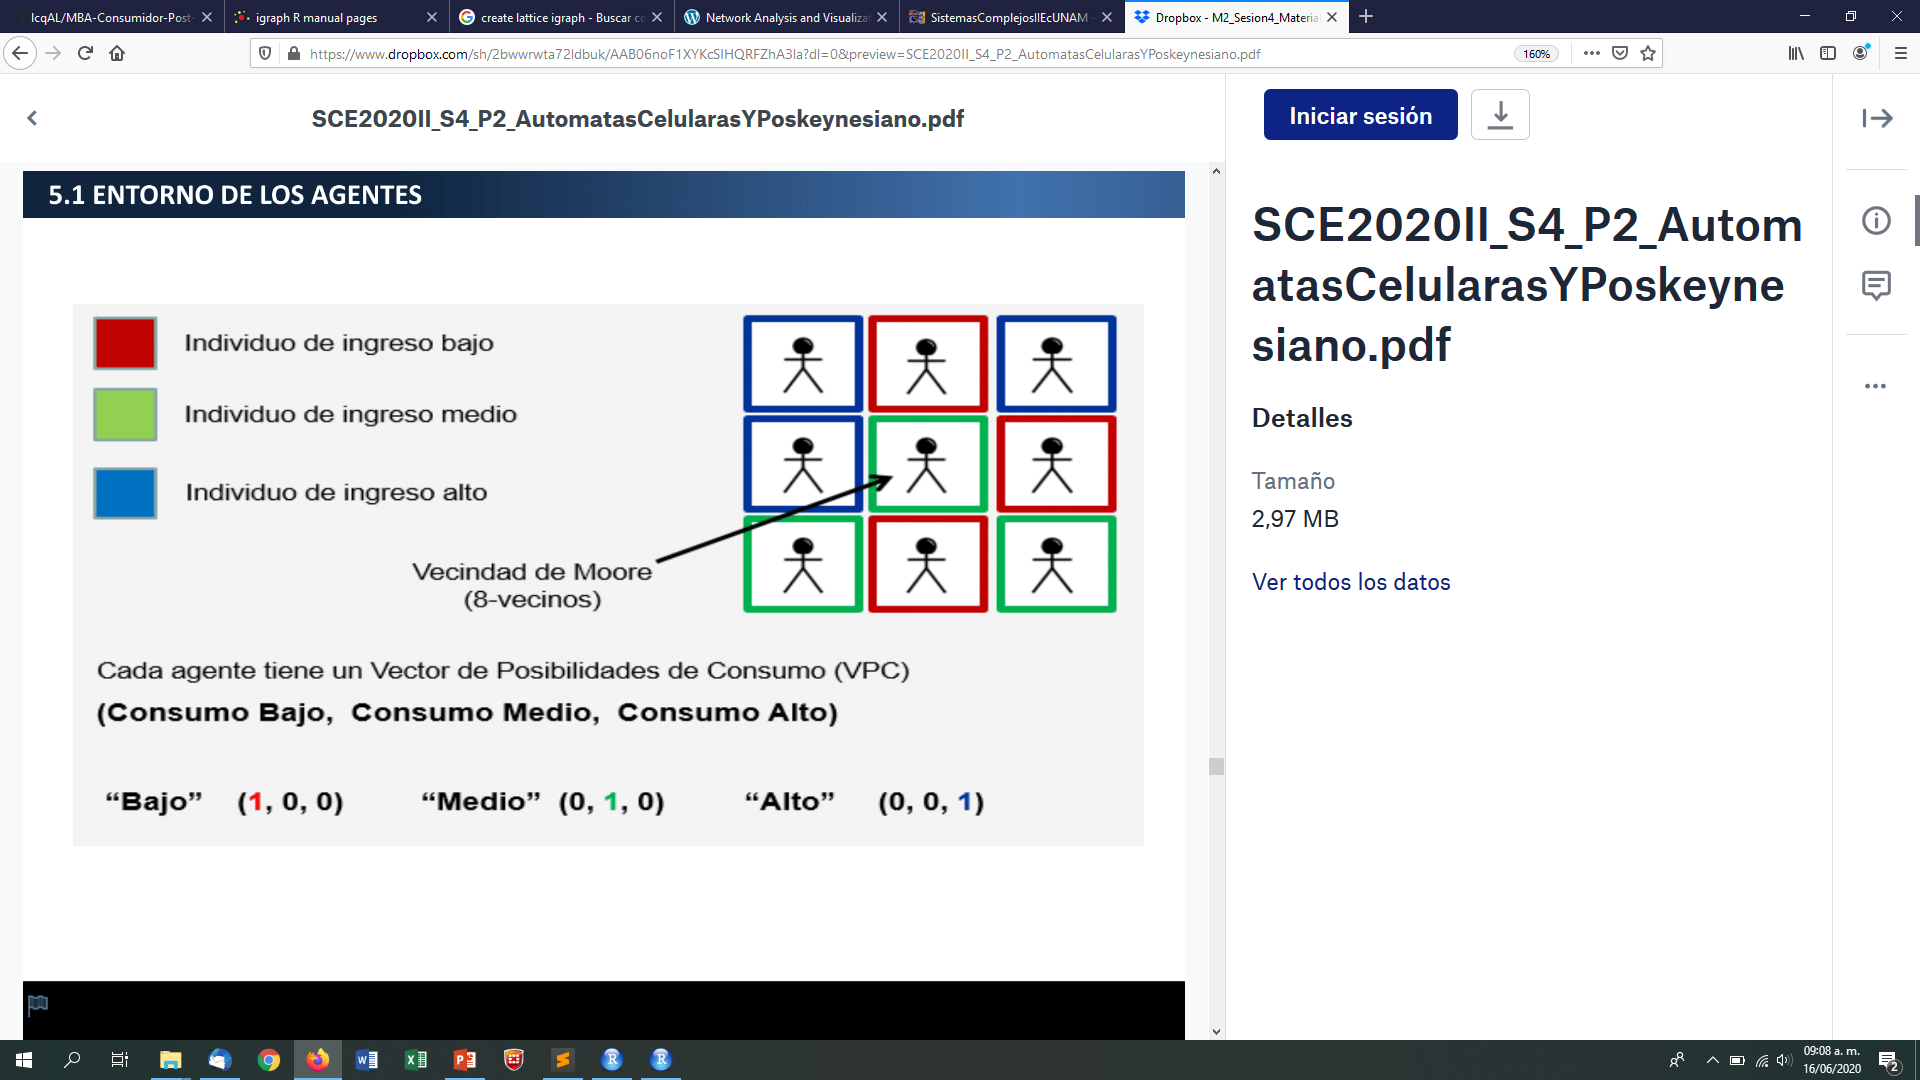 IcqAL/MBA-Consumidor-Post-
igraph R manual pages
create lattice igraph - Buscar co
Network Analysis and Visualiza
SistemasComplejosIIEcUNAM
Dropbox - M2_Sesion4_Materia
https://www.dropbox.com/sh/2bwwrwta72ldbuk/AAB06noF1XYKcSIHQRFZhA3la?dl=0&preview=SCE2020II_S4_P2_AutomatasCelularasYPoskeynesiano.pdf
160%
SCE2020II_S4_P2_AutomatasCelularasYPoskeynesiano.pdf
Iniciar sesión
5.1 ENTORNO DE LOS AGENTES
Individuo de ingreso bajo
Individuo de ingreso medio
Individuo de ingreso alto
Vecindad de Moore
(8-vecinos)
Cada agente tiene un Vector de Posibilidades de Consumo (VPC)
(Consumo Bajo, Consumo Medio, Consumo Alto)
“Bajo” (1, 0, 0) “Medio” (0, 1, 0) “Alto” (0, 0, 1)
SCE2020II_S4_P2_Autom
atasCelularasYPoskeyne
siano.pdf
Detalles
Tamaño
2,97 MB
Ver todos los datos
09:08 a. m.
16/06/2020
2